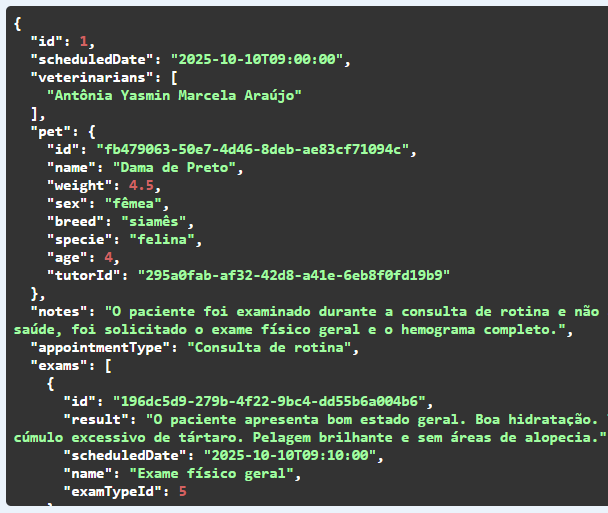 {
"id": 1,
"scheduledDate": "2025-10-10T09:00:00",
"veterinarians": [
"Antônia Yasmin Marcela Araújo"
],
"pet": {
"id": "fb479063-50e7-4d46-8deb-ae83cf71094c",
"name": "Dama de Preto",
"weight": 4.5,
"sex": "fêmea",
"breed": "siamês",
"specie": "felina",
"age": 4,
"tutorId": "295a0fab-af32-42d8-a41e-6eb8f0fd19b9"
},
"notes": "O paciente foi examinado durante a consulta de rotina e não
saúde, foi solicitado o exame físico geral e o hemograma completo.",
"appointmentType": "Consulta de rotina",
"exams": [
{
"id": "196dc5d9-279b-4f22-9bc4-dd55b6a004b6",
"result": "O paciente apresenta bom estado geral. Boa hidratação.
cúmulo excessivo de tártaro. Pelagem brilhante e sem áreas de alopecia."
"scheduledDate": "2025-10-10T09:10:00",
"name": "Exame físico geral",
"examTypeId": 5